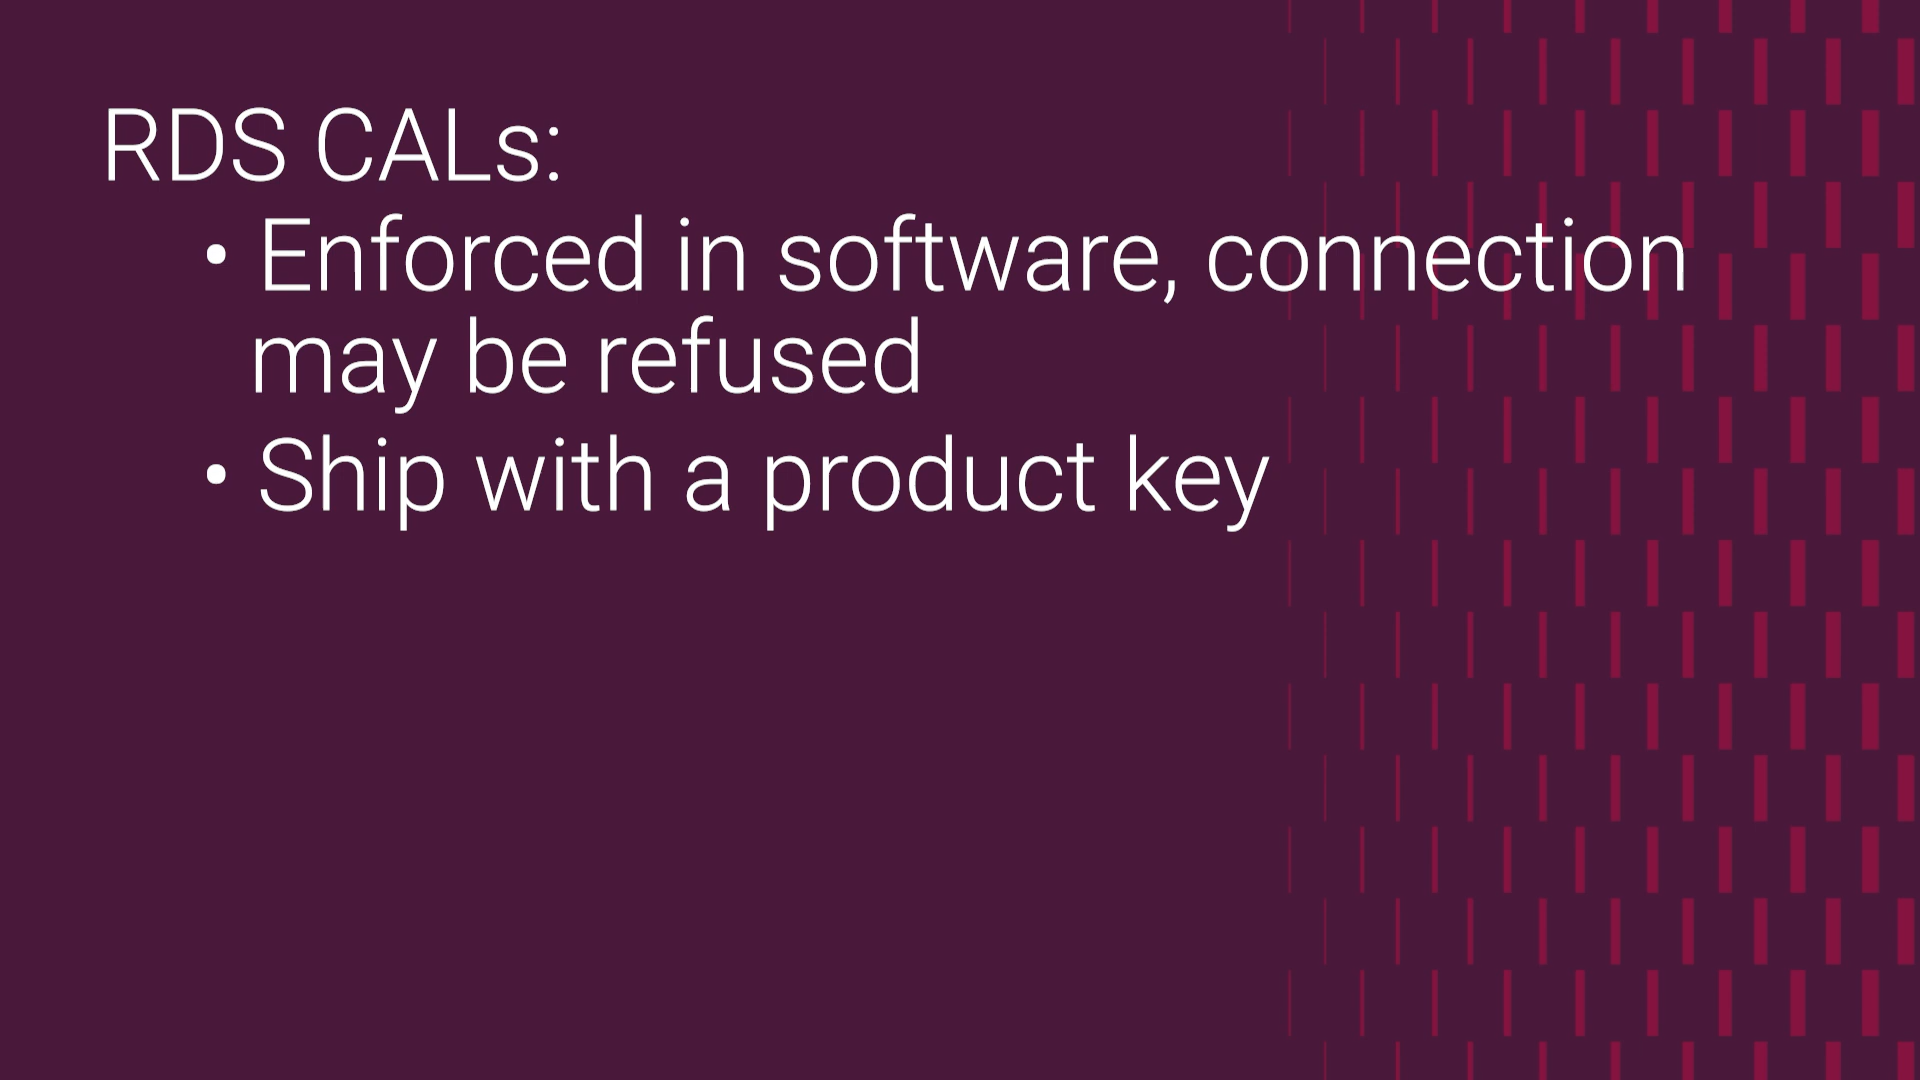 RDS CALs:
• Enforced in software, connection
may be refused
• Ship with a product key